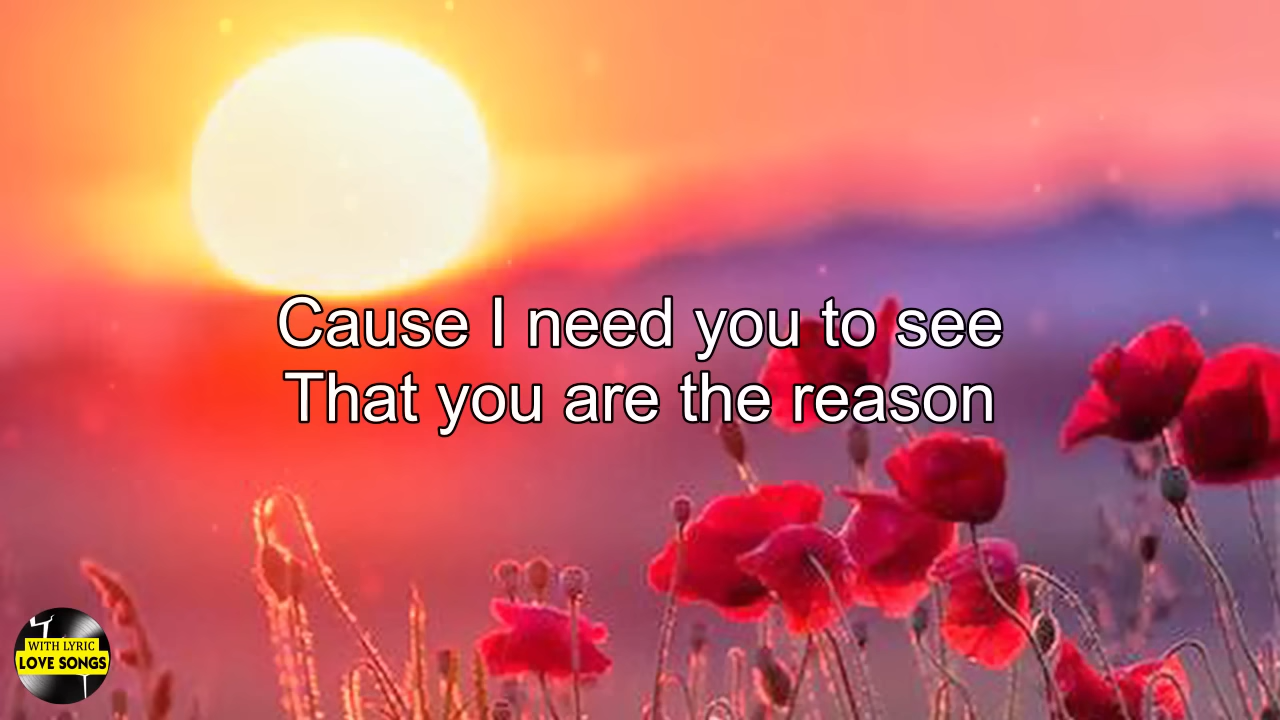 Cause I need you to see
That you are the reason
WITH LYRIC
LOVE SONGS